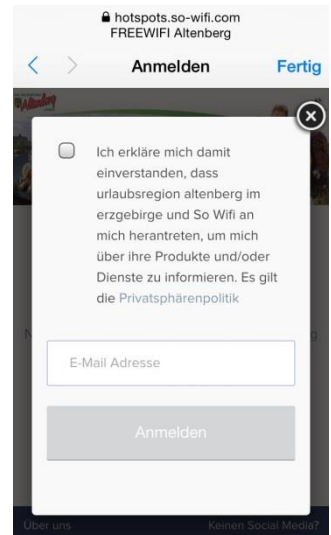 hotspots.so-wifi.com
FREEWIFI Altenberg
Anmelden
Fertig
Altenberg
Ich erkläre mich damit
einverstanden, dass
urlaubsregion altenberg im
erzgebirge und So Wifi an
mich herantreten, um mich
über ihre Produkte und/oder
Dienste zu informieren. Es gilt
die Privatsphärenpolitik
E-Mail Adresse
Anmelden
Über uns
Keinen Social Media?